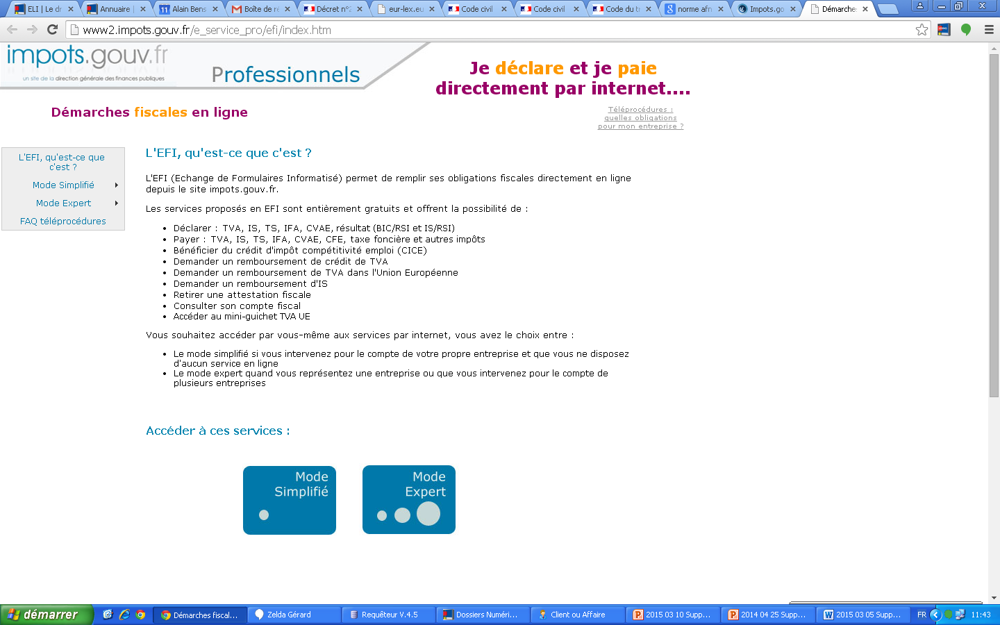 ELI | Le dr
Annuaire |
Alain Bens
Boîte de ré
Décret n°2
eur-lex.eu
Code civil
Code civil
Code du t
norme afn
Impots.go
Démarche
www2.impots.gouv.fr/e_service_pro/efi/index.htm
impots.gouv.fr
un site de la direction générale des finances publiques
Professionnels
Je déclare et je paie
directement par internet....
Démarches fiscales en ligne
Téléprocédures :
quelles obligations
pour mon entreprise ?
L'EFI, qu'est-ce que
c'est ?
Mode Simplifié
Mode Expert
FAQ téléprocédures
L'EFI, qu'est-ce que c'est ?
L'EFI (Echange de Formulaires Informatisé) permet de remplir ses obligations fiscales directement en ligne
depuis le site impots.gouv.fr.
Les services proposés en EFI sont entièrement gratuits et offrent la possibilité de :
• Déclarer : TVA, IS, TS, IFA, CVAE, résultat (BIC/RSI et IS/RSI)
• Payer : TVA, IS, TS, IFA, CVAE, CFE, taxe foncière et autres impôts
• Bénéficier du crédit d'impôt compétitivité emploi (CICE)
• Demander un remboursement de crédit de TVA
• Demander un remboursement de TVA dans l'Union Européenne
• Demander un remboursement d'IS
• Retirer une attestation fiscale
• Consulter son compte fiscal
• Accéder au mini-guichet TVA UE
Vous souhaitez accéder par vous-même aux services par internet, vous avez le choix entre :
• Le mode simplifié si vous intervenez pour le compte de votre propre entreprise et que vous ne disposez
d'aucun service en ligne
• Le mode expert quand vous représentez une entreprise ou que vous intervenez pour le compte de
plusieurs entreprises
Accéder à ces services :
Mode
Simplifié
Mode
Expert
démarrer
Démarches fiscal...
Zelda Gérard
Requêteur V.4.5
Dossiers Numéri...
Client ou Affaire
2015 03 10 Supp...
2014 04 25 Supp...
2015 03 05 Supp...
FR
11:43